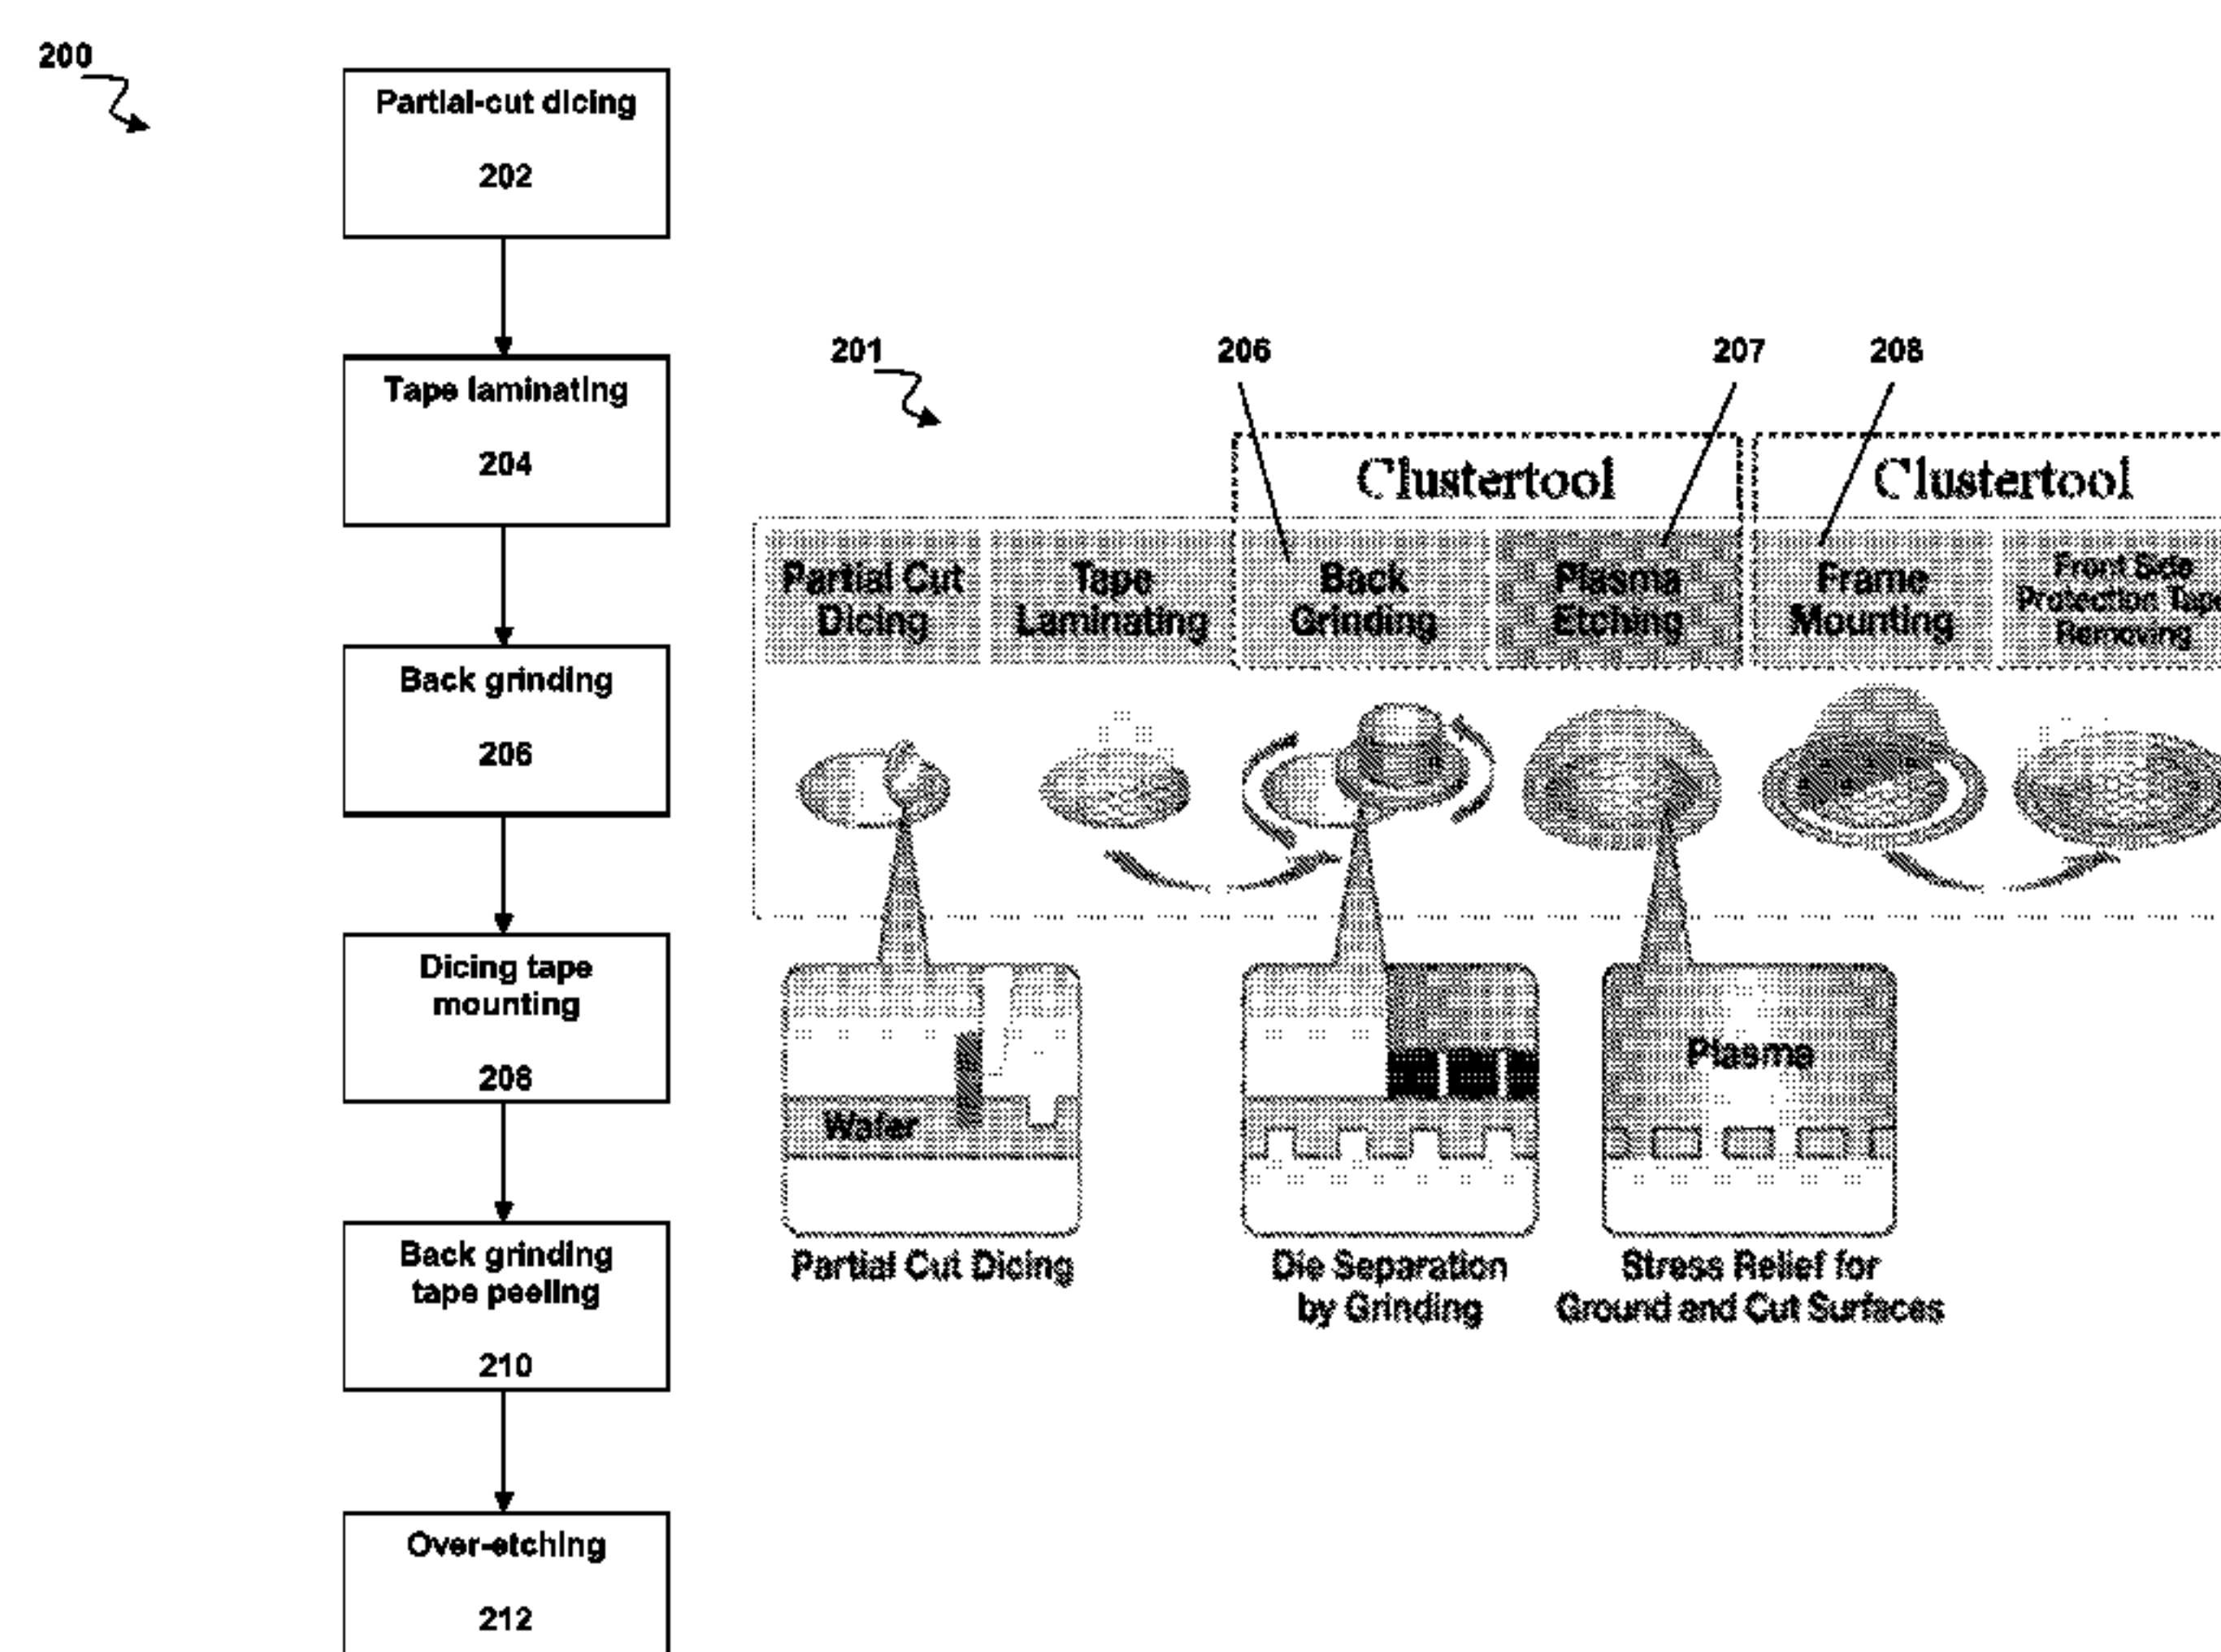 200
Partial-cut dicing
202
Tape laminating
204
Back grinding
206
Dicing tape
mounting
208
Back grinding
tape peeling
210
Over-etching
212
201
206
207
208
Clustertool
Clustertool
Partial Cut
Dicing
Tape
Laminating
Back
Grinding
Plasma
Etching
Frame
Mounting
Front Side
Protection Tape
Removing
Wafer
Plasma
Partial Cut Dicing
Die Separation
by Grinding
Stress Relief for
Ground and Cut Surfaces